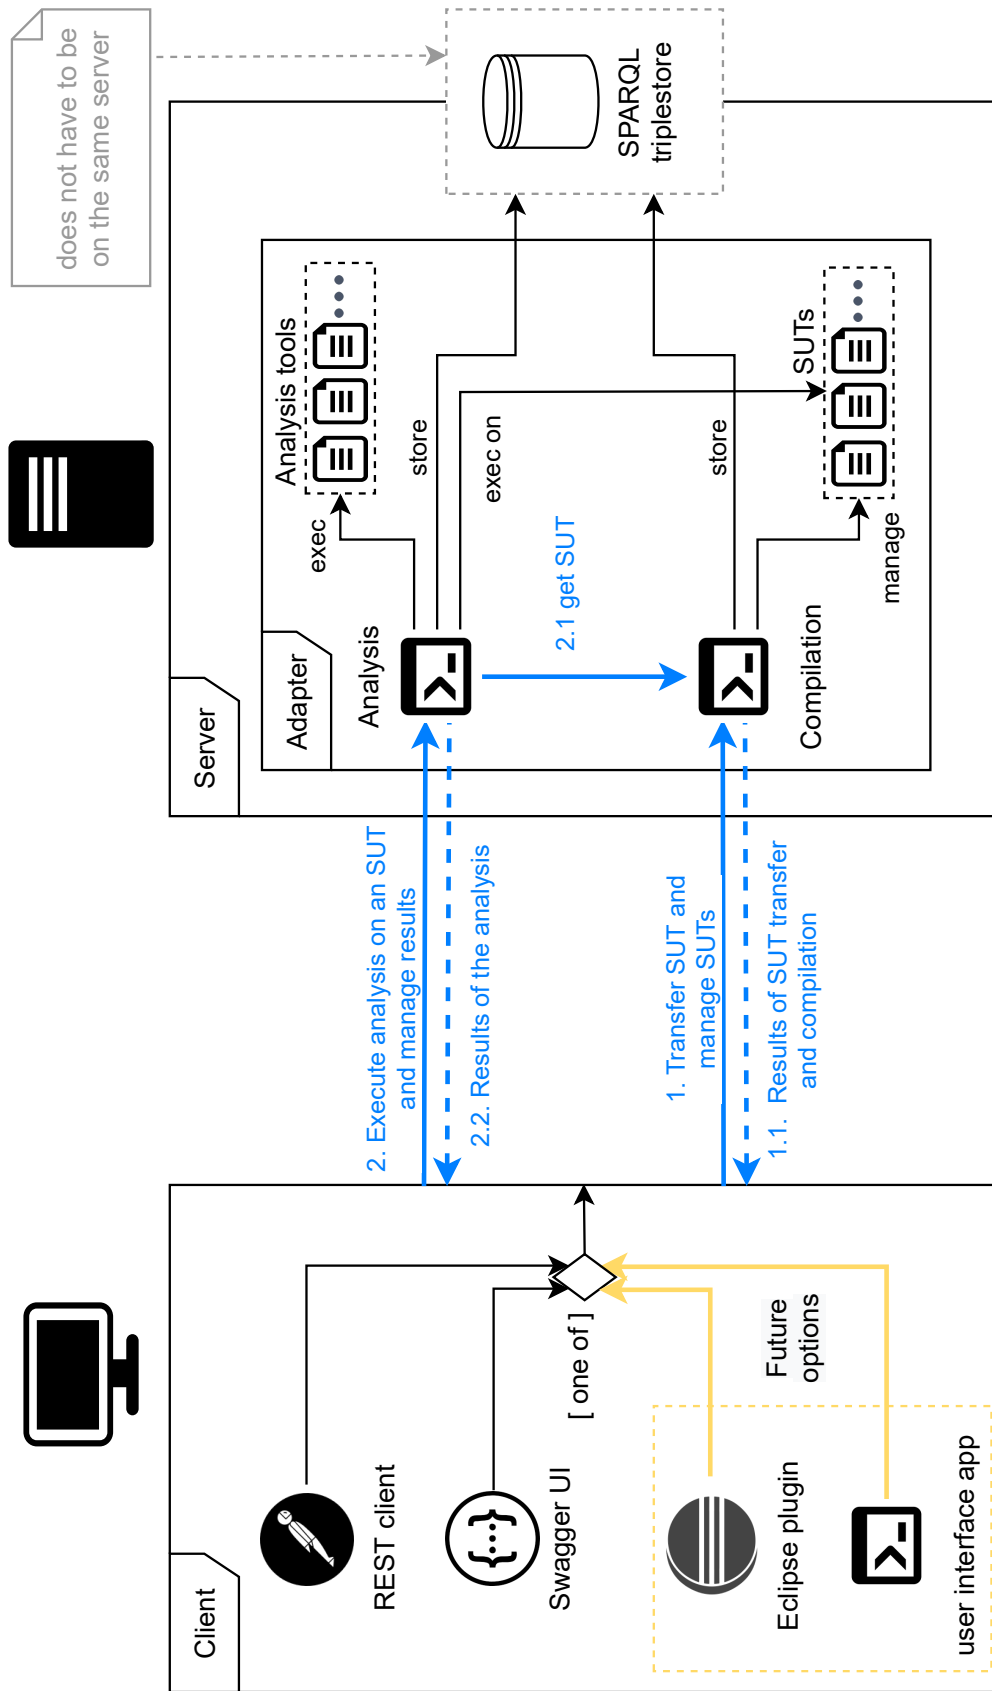 Client
REST client
Swagger UI
Eclipse plugin
user interface app
[ one of ]
Future
options
2. Execute analysis on an SUT
and manage results
2.2. Results of the analysis
1. Transfer SUT and
manage SUTs
1.1. Results of SUT transfer
and compilation
Server
Adapter
Analysis
2.1 get SUT
Compilation
exec
Analysis tools
store
exec on
store
manage
SUTs
SPARQL
triplestore
does not have to be
on the same server